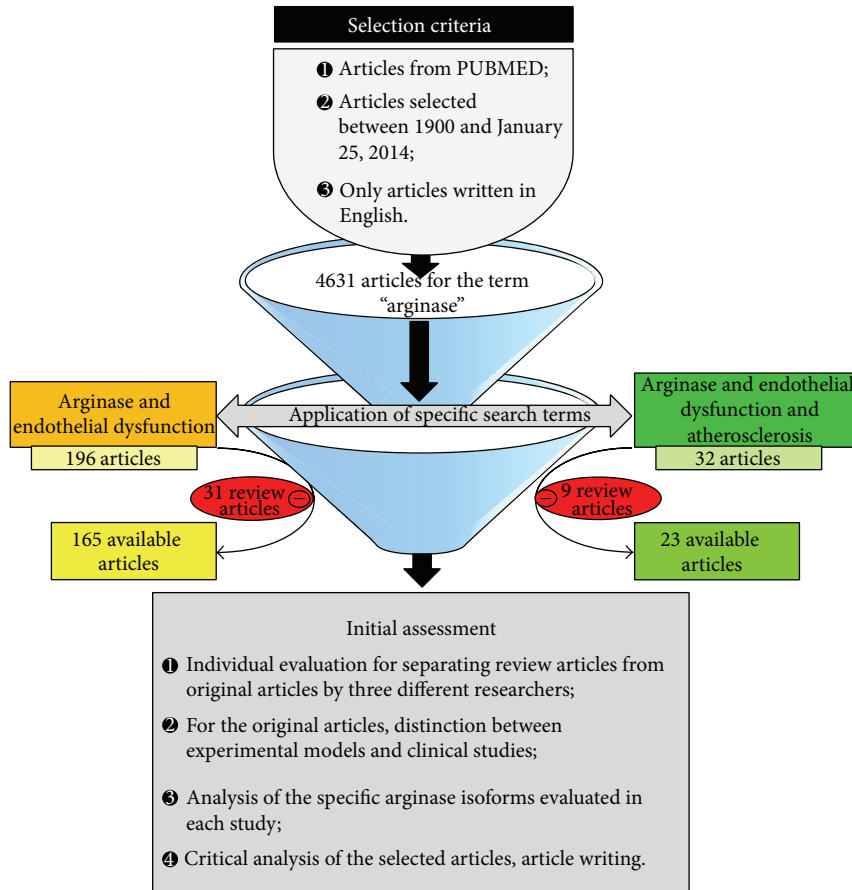 Selection criteria
❶ Articles from PUBMED;
❷ Articles selected
between 1900 and January
25, 2014;
❸ Only articles written in
English.
4631 articles for the term
“arginase”
Arginase and
endothelial dysfunction
196 articles
Application of specific search terms
Arginase and endothelial
dysfunction and
atherosclerosis
32 articles
31 review
articles
−
9 review
articles
−
165 available
articles
23 available
articles
Initial assessment
❶ Individual evaluation for separating review articles from
original articles by three different researchers;
❷ For the original articles, distinction between
experimental models and clinical studies;
❸ Analysis of the specific arginase isoforms evaluated in
each study;
❹ Critical analysis of the selected articles, article writing.